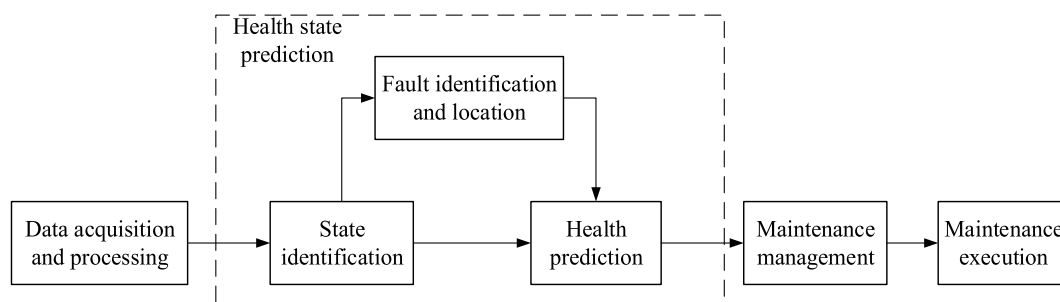 Health state
prediction
Fault identification
and location
Data acquisition
and processing
State
identification
Health
prediction
Maintenance
management
Maintenance
execution